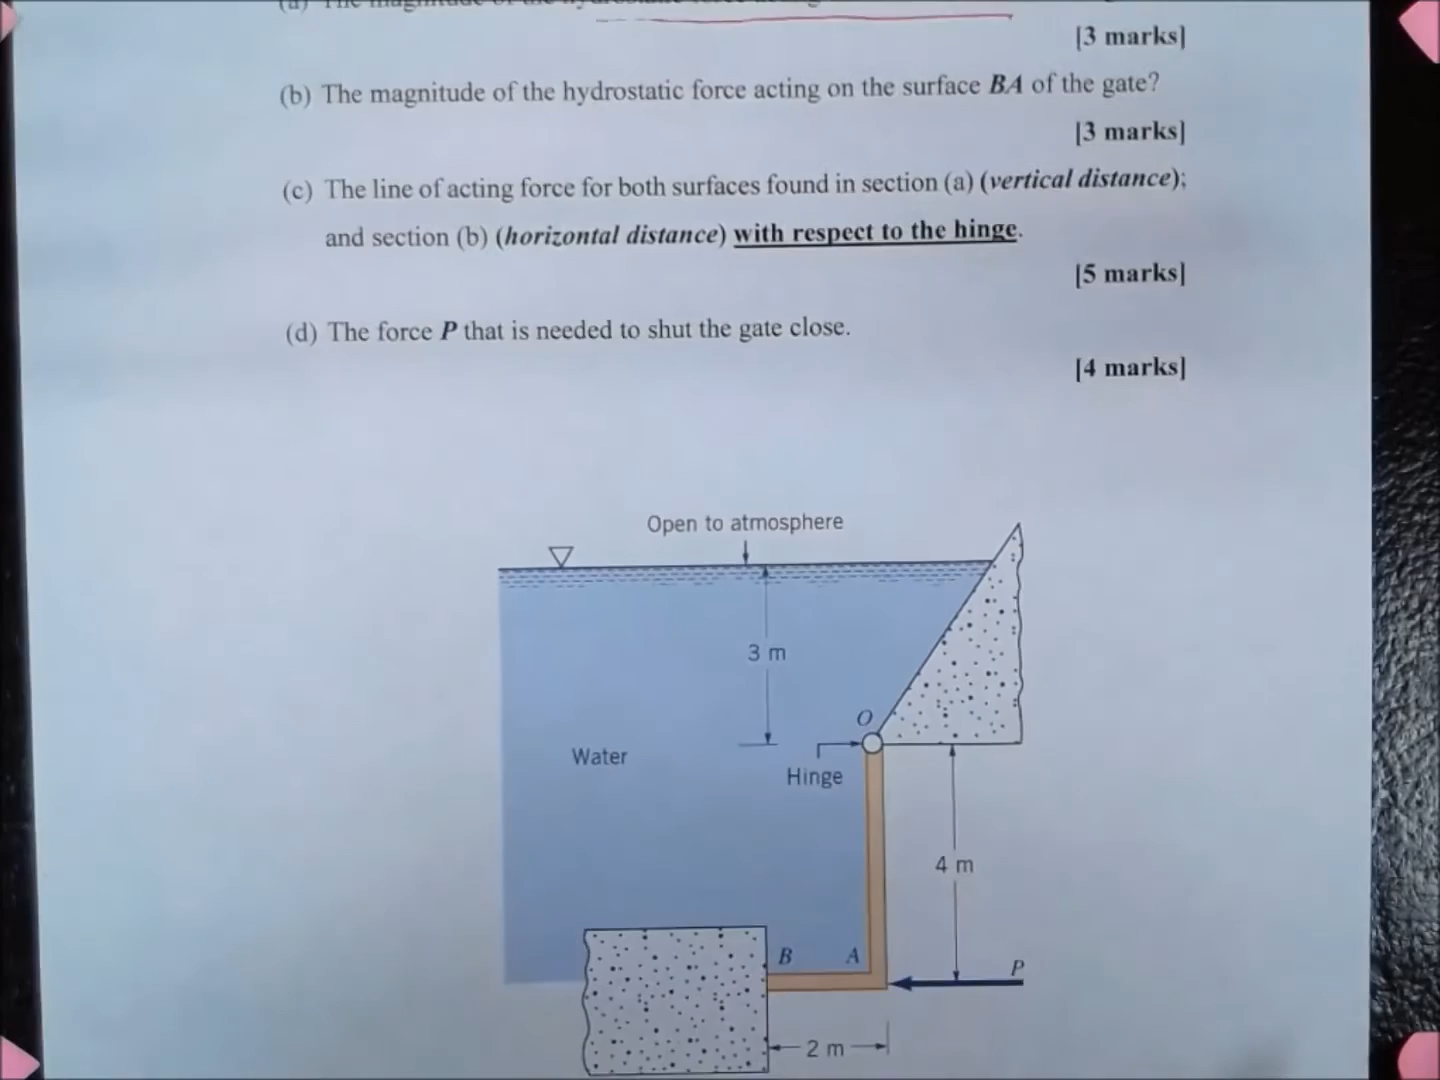 [3 marks]
(b) The magnitude of the hydrostatic force acting on the surface BA of the gate?
[3 marks]
(c) The line of acting force for both surfaces found in section (a) (vertical distance);
and section (b) (horizontal distance) with respect to the hinge.
[5 marks]
(d) The force P that is needed to shut the gate close.
[4 marks]
Open to atmosphere
3 m
O
Water
Hinge
4 m
B A
P
2 m